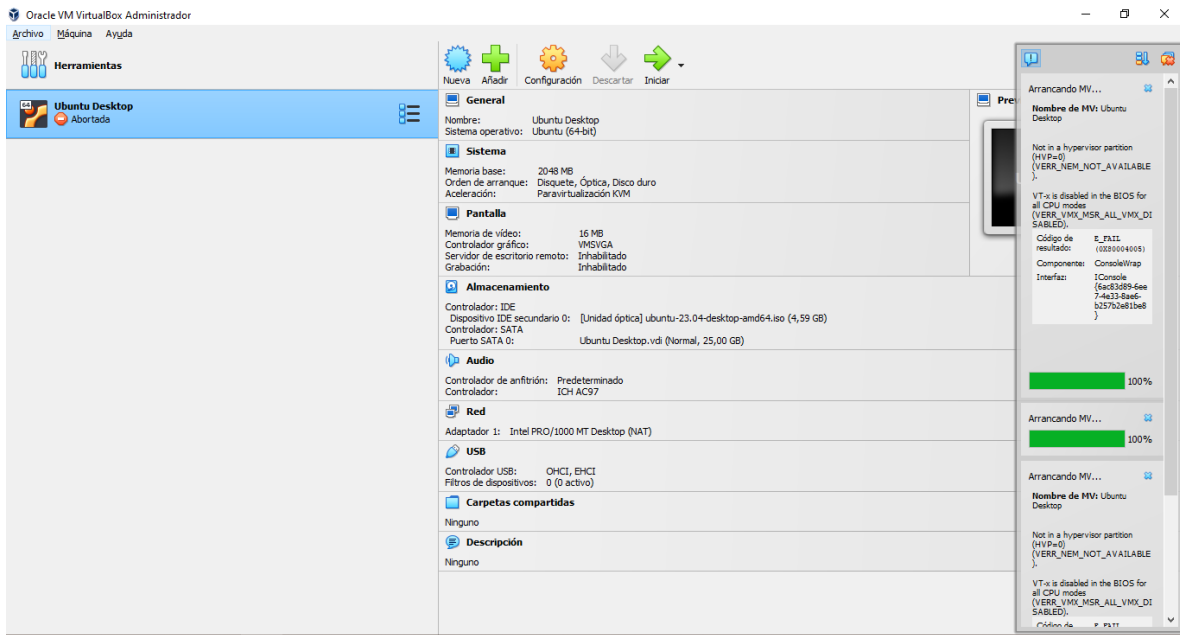 Oracle VM VirtualBox Administrador
Archivo Máquina Ayuda
Herramientas
64
Ubuntu Desktop
Abortada
Nueva Añadir Configuración Descartar Iniciar
General
Nombre: Ubuntu Desktop
Sistema operativo: Ubuntu (64-bit)
Sistema
Memoria base: 2048 MB
Orden de arranque: Disquete, Óptica, Disco duro
Aceleración: Paravirtualización KVM
Pantalla
Memoria de vídeo: 16 MB
Controlador gráfico: VMSVGA
Servidor de escritorio remoto: Inhabilitado
Grabación: Inhabilitado
Almacenamiento
Controlador: IDE
Dispositivo IDE secundario 0: [Unidad óptica] ubuntu-23.04-desktop-amd64.iso (4,59 GB)
Controlador: SATA
Puerto SATA 0: Ubuntu Desktop.vdi (Normal, 25,00 GB)
Audio
Controlador de anfitrión: Predeterminado
Controlador: ICH AC97
Red
Adaptador 1: Intel PRO/1000 MT Desktop (NAT)
USB
Controlador USB: OHCI, EHCI
Filtros de dispositivos: 0 (0 activo)
Carpetas compartidas
Ninguno
Descripción
Ninguno
Pre
Arrancando MV...
Nombre de MV: Ubuntu
Desktop
Not in a hypervisor partition
(HVP=0)
(VERR_NEM_NOT_AVAILABLE
).
VT-x is disabled in the BIOS for
all CPU modes
(VERR_VMX_MSR_ALL_VMX_DI
SABLED).
Código de E_FAIL
resultado: (0X80004005)
Componente: ConsoleWrap
Interfaz: IConsole
{6ac83d89-6ee
7-4e33-8ae6-
b257b2e81be8
}
100%
Arrancando MV...
100%
Arrancando MV...
Nombre de MV: Ubuntu
Desktop
Not in a hypervisor partition
(HVP=0)
(VERR_NEM_NOT_AVAILABLE
).
VT-x is disabled in the BIOS for
all CPU modes
(VERR_VMX_MSR_ALL_VMX_DI
SABLED).
Código de E_FAIL